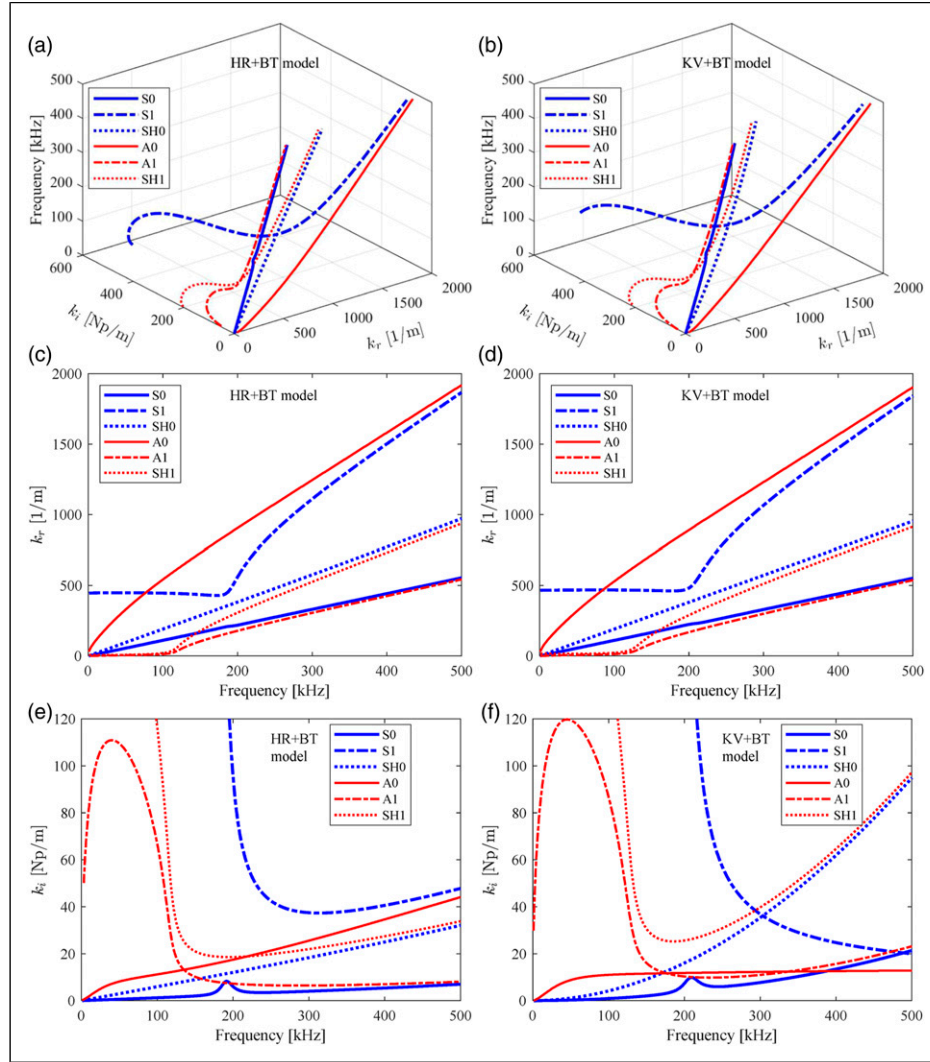 (a)
HR+BT model
500
400
300
200
100
0
Frequency [kHz]
S0
S1
SH0
A0
A1
SH1
600
400
200
0
k_i [Np/m]
0
500
1000
1500
2000
k_r [1/m]
(b)
KV+BT model
500
400
300
200
100
0
Frequency [kHz]
S0
S1
SH0
A0
A1
SH1
600
400
200
0
k_i [Np/m]
0
500
1000
1500
2000
k_r [1/m]
(c)
HR+BT model
2000
1500
1000
500
0
k_r [1/m]
S0
S1
SH0
A0
A1
SH1
0 100 200 300 400 500
Frequency [kHz]
(d)
KV+BT model
2000
1500
1000
500
0
k_r [1/m]
S0
S1
SH0
A0
A1
SH1
0 100 200 300 400 500
Frequency [kHz]
(e)
HR+BT
model
120
100
80
60
40
20
0
k_i [Np/m]
S0
S1
SH0
A0
A1
SH1
0 100 200 300 400 500
Frequency [kHz]
(f)
KV+BT
model
120
100
80
60
40
20
0
k_i [Np/m]
S0
S1
SH0
A0
A1
SH1
0 100 200 300 400 500
Frequency [kHz]